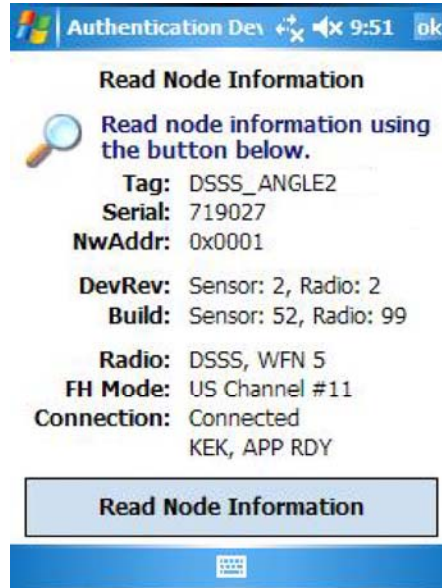 Authentication Dev 9:51 ok
Read Node Information
Read node information using
the button below.
Tag: DSSS_ANGLE2
Serial: 719027
NwAddr: 0x0001
DevRev: Sensor: 2, Radio: 2
Build: Sensor: 52, Radio: 99
Radio: DSSS, WFN 5
FH Mode: US Channel #11
Connection: Connected
KEK, APP RDY
Read Node Information